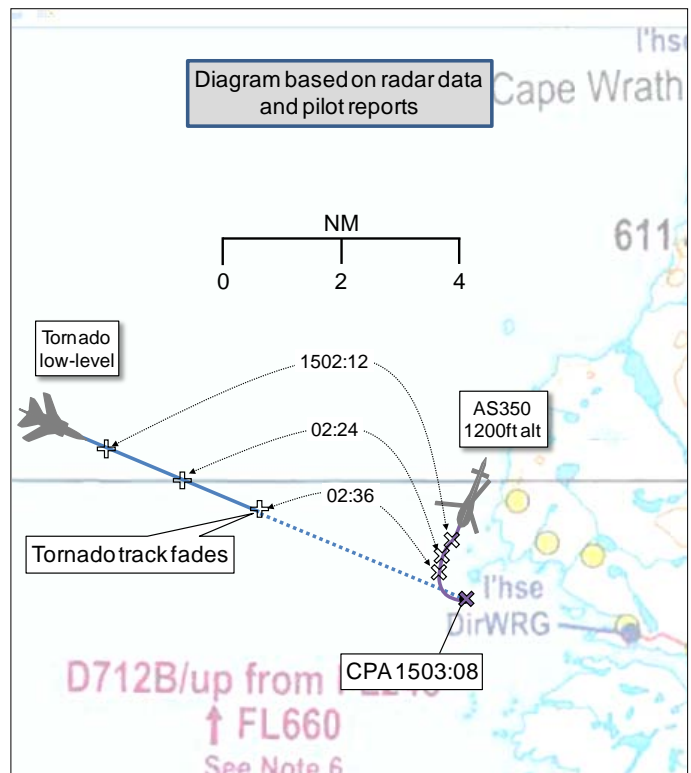 l'hse
Diagram based on radar data
and pilot reports
Cape Wrath
NM
611
0 2 4
Tornado
low-level
1502:12
AS350
1200ft alt
02:24
02:36
Tornado track fades
l'hse
DirWRG
CPA 1503:08
D712B/up from
FL660
See Note 6